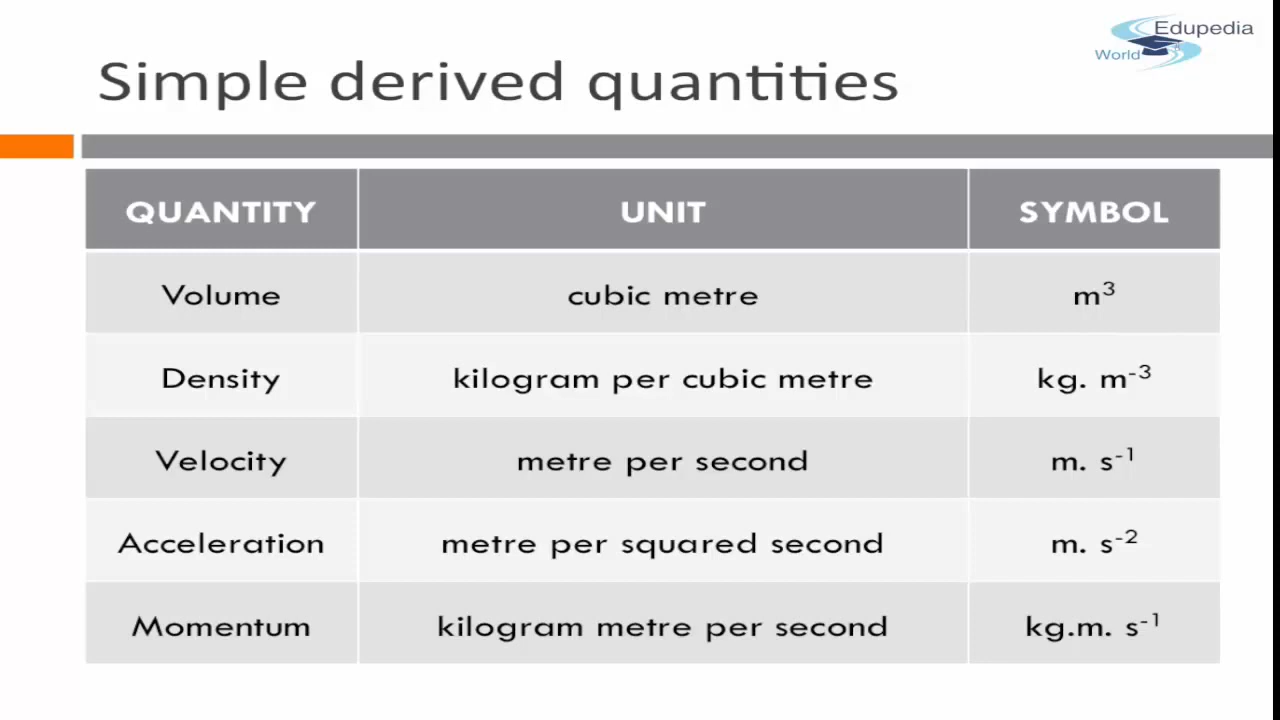 Edupedia
World
Simple derived quantities
QUANTITY UNIT SYMBOL
Volume cubic metre m³
Density kilogram per cubic metre kg. m⁻³
Velocity metre per second m. s⁻¹
Acceleration metre per squared second m. s⁻²
Momentum kilogram metre per second kg.m. s⁻¹